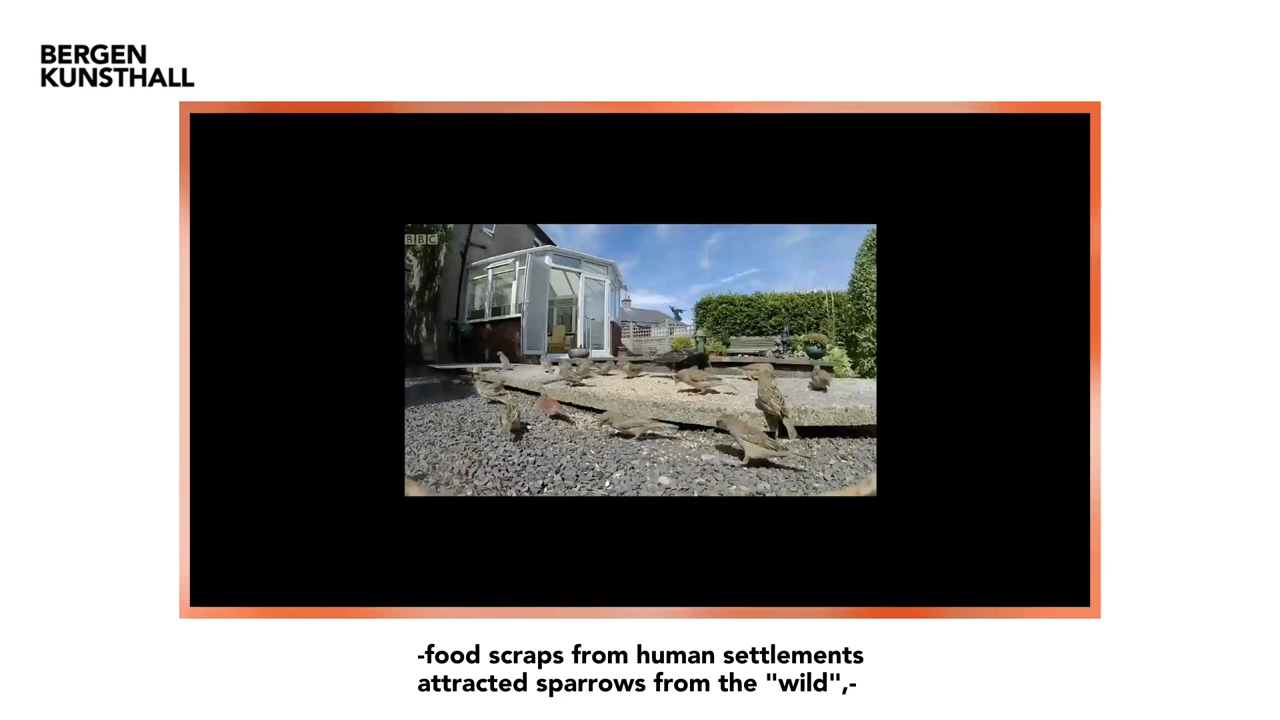 BERGEN
KUNSTHALL
BBC
-food scraps from human settlements
attracted sparrows from the "wild",-